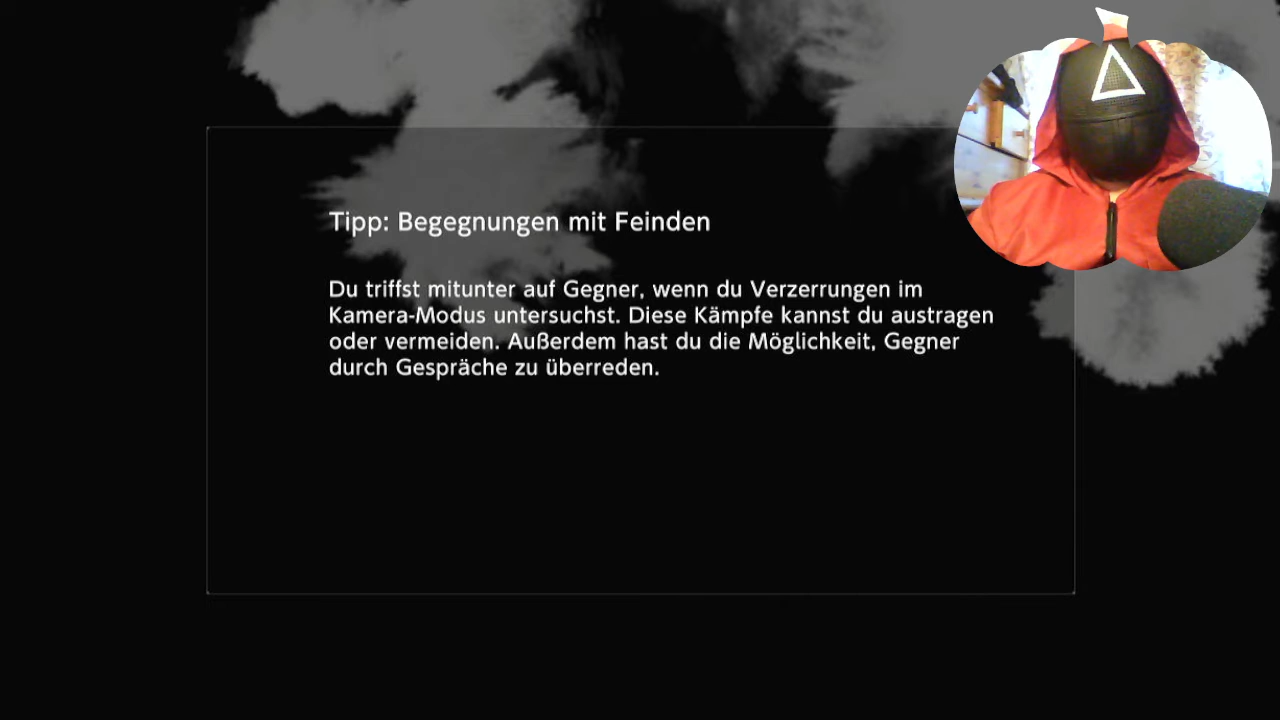 Tipp: Begegnungen mit Feinden
Du triffst mitunter auf Gegner, wenn du Verzerrungen im
Kamera-Modus untersuchst. Diese Kämpfe kannst du austragen
oder vermeiden. Außerdem hast du die Möglichkeit, Gegner
durch Gespräche zu überreden.